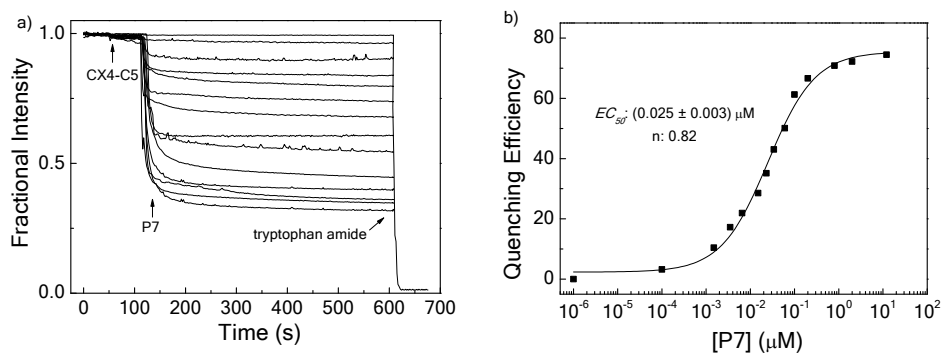 a)
Fractional Intensity
1.0
0.5
0.0
CX4-C5
P7
tryptophan amide
0 100 200 300 400 500 600 700
Time (s)
b)
Quenching Efficiency
80
60
40
20
0
EC50: (0.025 ± 0.003) μM
n: 0.82
10-6 10-5 10-4 10-3 10-2 10-1 100 101 102
[P7] (μM)